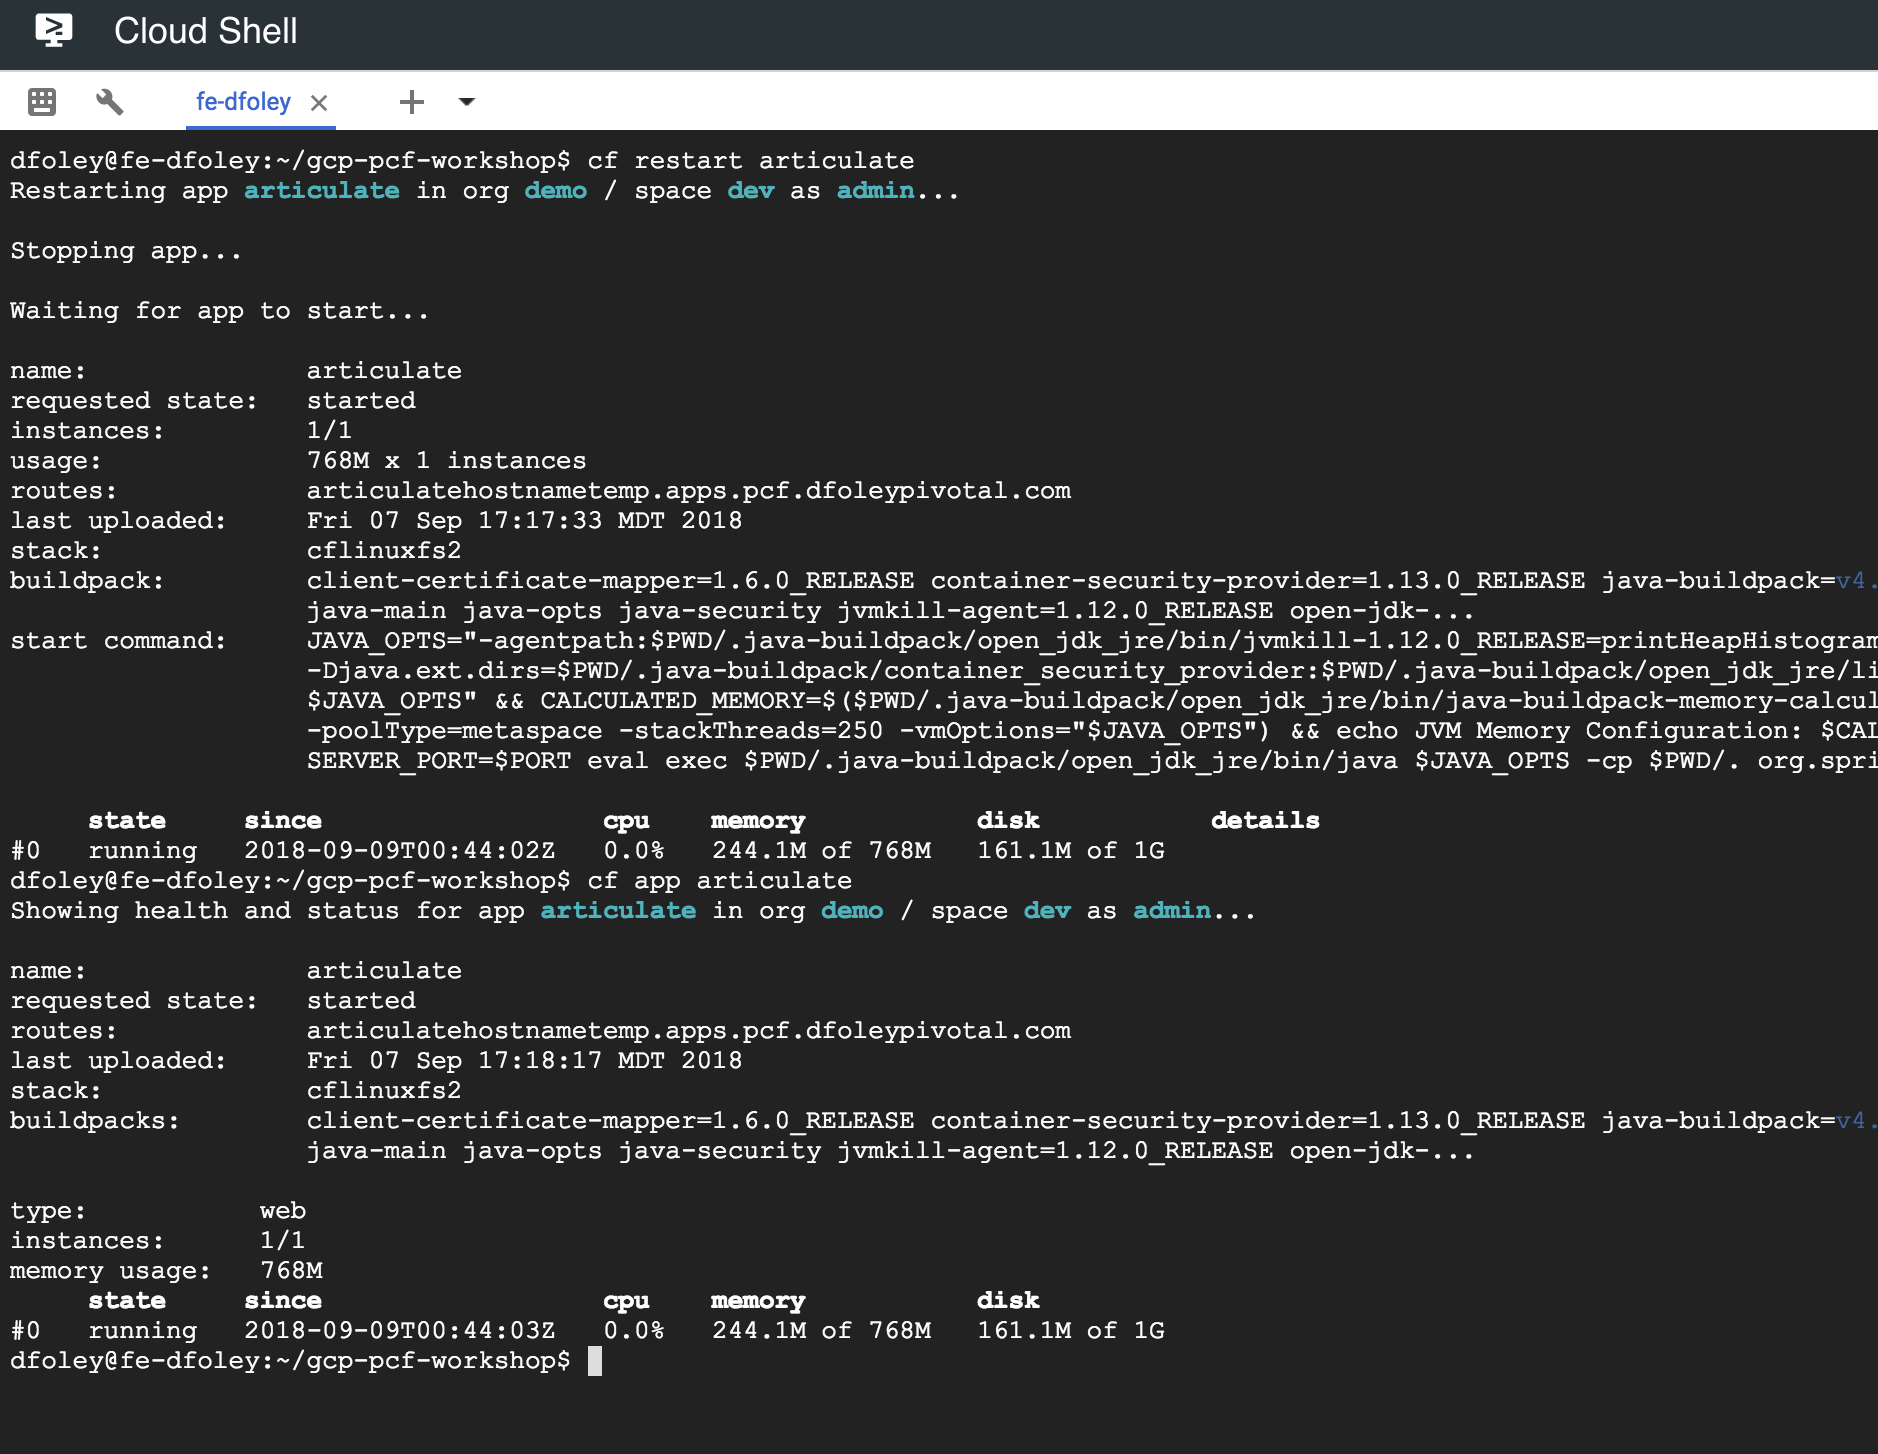 Cloud Shell
fe-dfoley
dfoley@fe-dfoley:~/gcp-pcf-workshop$ cf restart articulate
Restarting app articulate in org demo / space dev as admin...
Stopping app...
Waiting for app to start...
name: articulate
requested state: started
instances: 1/1
usage: 768M x 1 instances
routes: articulatehostnametemp.apps.pcf.dfoleypivotal.com
last uploaded: Fri 07 Sep 17:17:33 MDT 2018
stack: cflinuxfs2
buildpack: client-certificate-mapper=1.6.0_RELEASE container-security-provider=1.13.0_RELEASE java-buildpack=v4.
java-main java-opts java-security jvmkill-agent=1.12.0_RELEASE open-jdk-...
start command: JAVA_OPTS="-agentpath:$PWD/.java-buildpack/open_jdk_jre/bin/jvmkill-1.12.0_RELEASE=printHeapHistogram
-Djava.ext.dirs=$PWD/.java-buildpack/container_security_provider:$PWD/.java-buildpack/open_jdk_jre/li
$JAVA_OPTS" && CALCULATED_MEMORY=$($PWD/.java-buildpack/open_jdk_jre/bin/java-buildpack-memory-calcul
-poolType=metaspace -stackThreads=250 -vmOptions="$JAVA_OPTS") && echo JVM Memory Configuration: $CAL
SERVER_PORT=$PORT eval exec $PWD/.java-buildpack/open_jdk_jre/bin/java $JAVA_OPTS -cp $PWD/. org.spri
state since cpu memory disk details
#0 running 2018-09-09T00:44:02Z 0.0% 244.1M of 768M 161.1M of 1G
dfoley@fe-dfoley:~/gcp-pcf-workshop$ cf app articulate
Showing health and status for app articulate in org demo / space dev as admin...
name: articulate
requested state: started
routes: articulatehostnametemp.apps.pcf.dfoleypivotal.com
last uploaded: Fri 07 Sep 17:18:17 MDT 2018
stack: cflinuxfs2
buildpacks: client-certificate-mapper=1.6.0_RELEASE container-security-provider=1.13.0_RELEASE java-buildpack=v4.
java-main java-opts java-security jvmkill-agent=1.12.0_RELEASE open-jdk-...
type: web
instances: 1/1
memory usage: 768M
state since cpu memory disk
#0 running 2018-09-09T00:44:03Z 0.0% 244.1M of 768M 161.1M of 1G
dfoley@fe-dfoley:~/gcp-pcf-workshop$